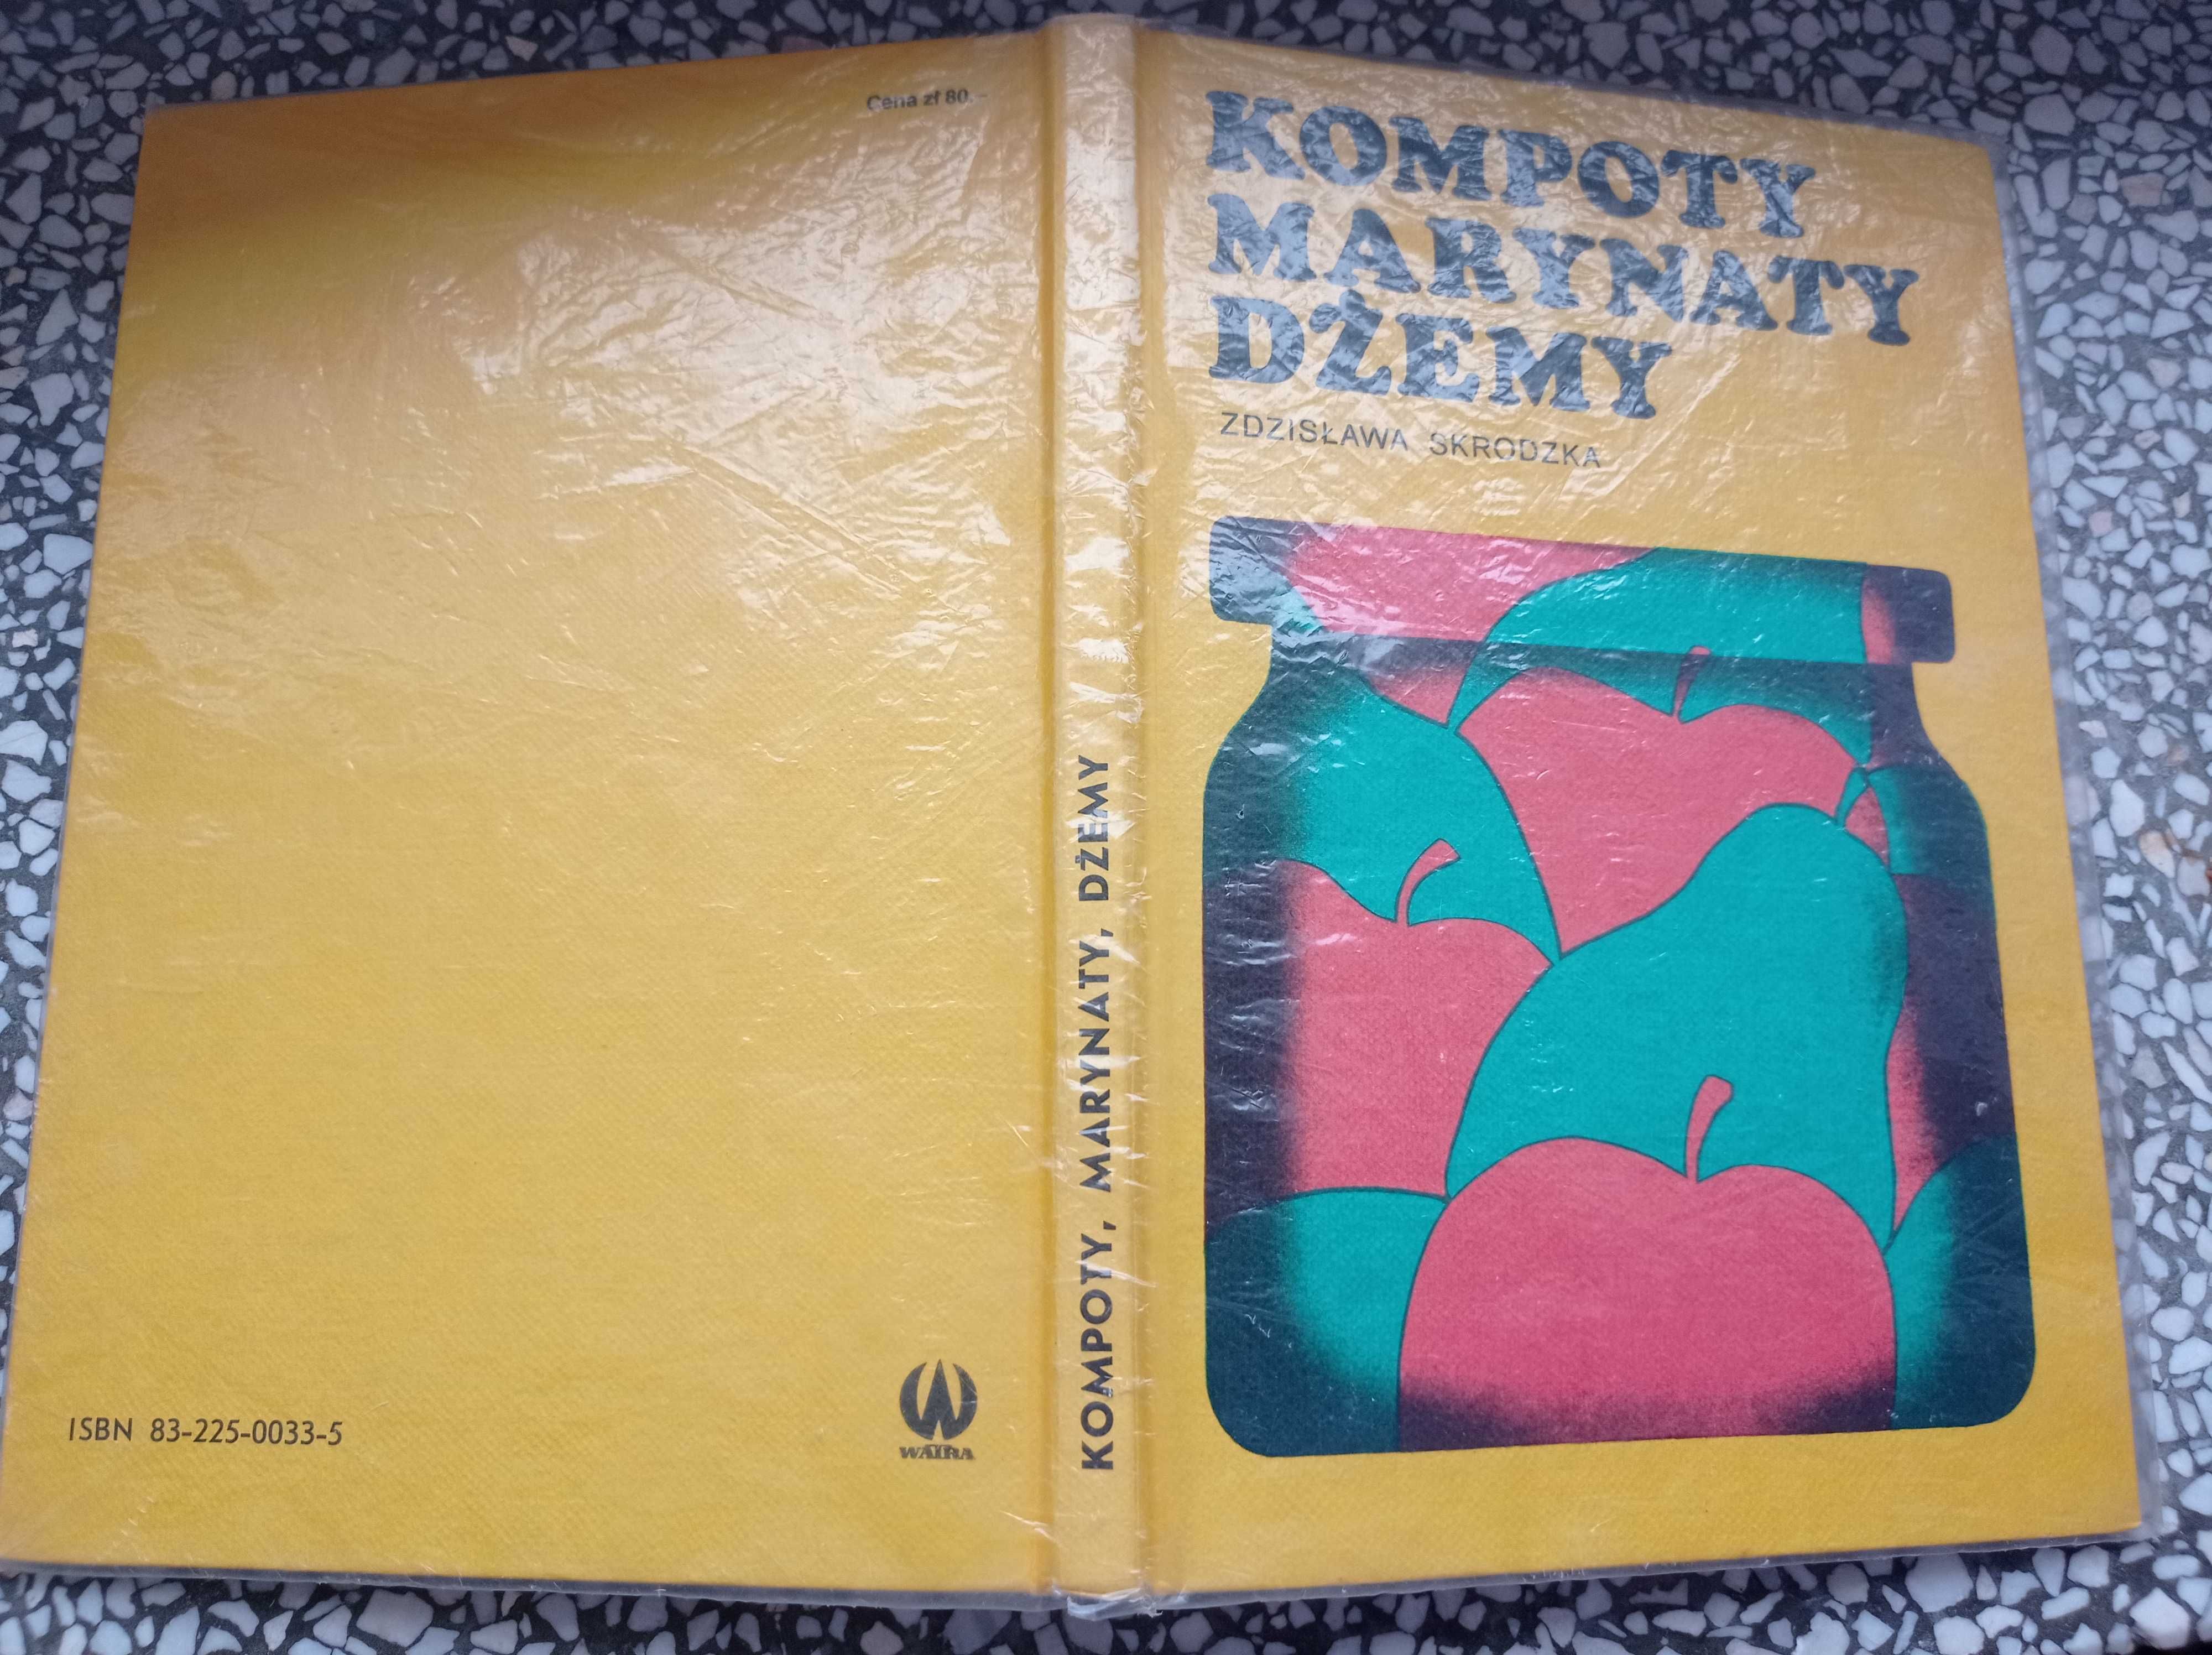 Cena zł 80.–
ISBN 83-225-0033-5
WATRA
KOMPOTY, MARYNATY, DŻEMY
KOMPOTY
MARYNATY
DŻEMY
ZDZISŁAWA SKRODZKA